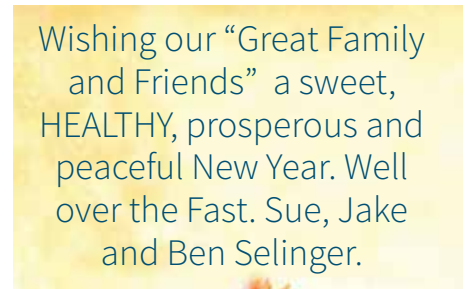 Wishing our “Great Family
and Friends”  a sweet,
HEALTHY, prosperous and
peaceful New Year. Well
over the Fast. Sue, Jake
and Ben Selinger.